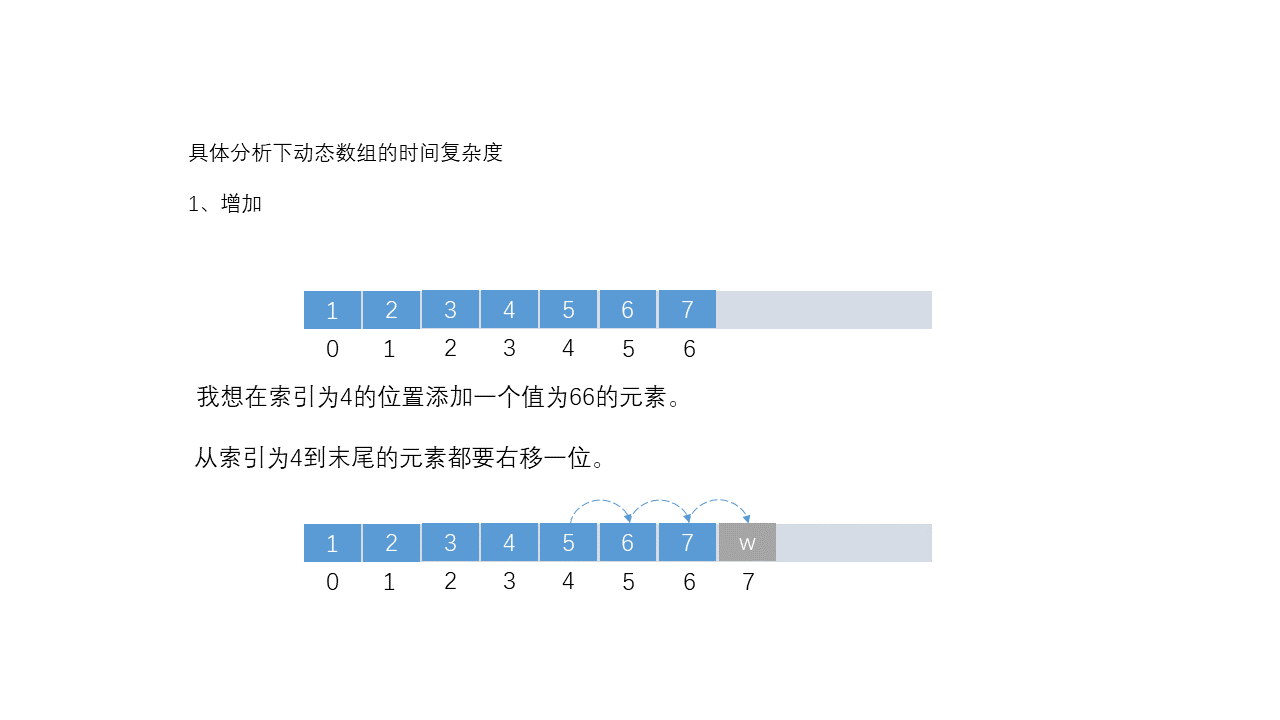 具体分析下动态数组的时间复杂度
1、增加
1 2 3 4 5 6 7
0 1 2 3 4 5 6
我想在索引为4的位置添加一个值为66的元素。
从索引为4到末尾的元素都要右移一位。
1 2 3 4 5 6 7 w
0 1 2 3 4 5 6 7